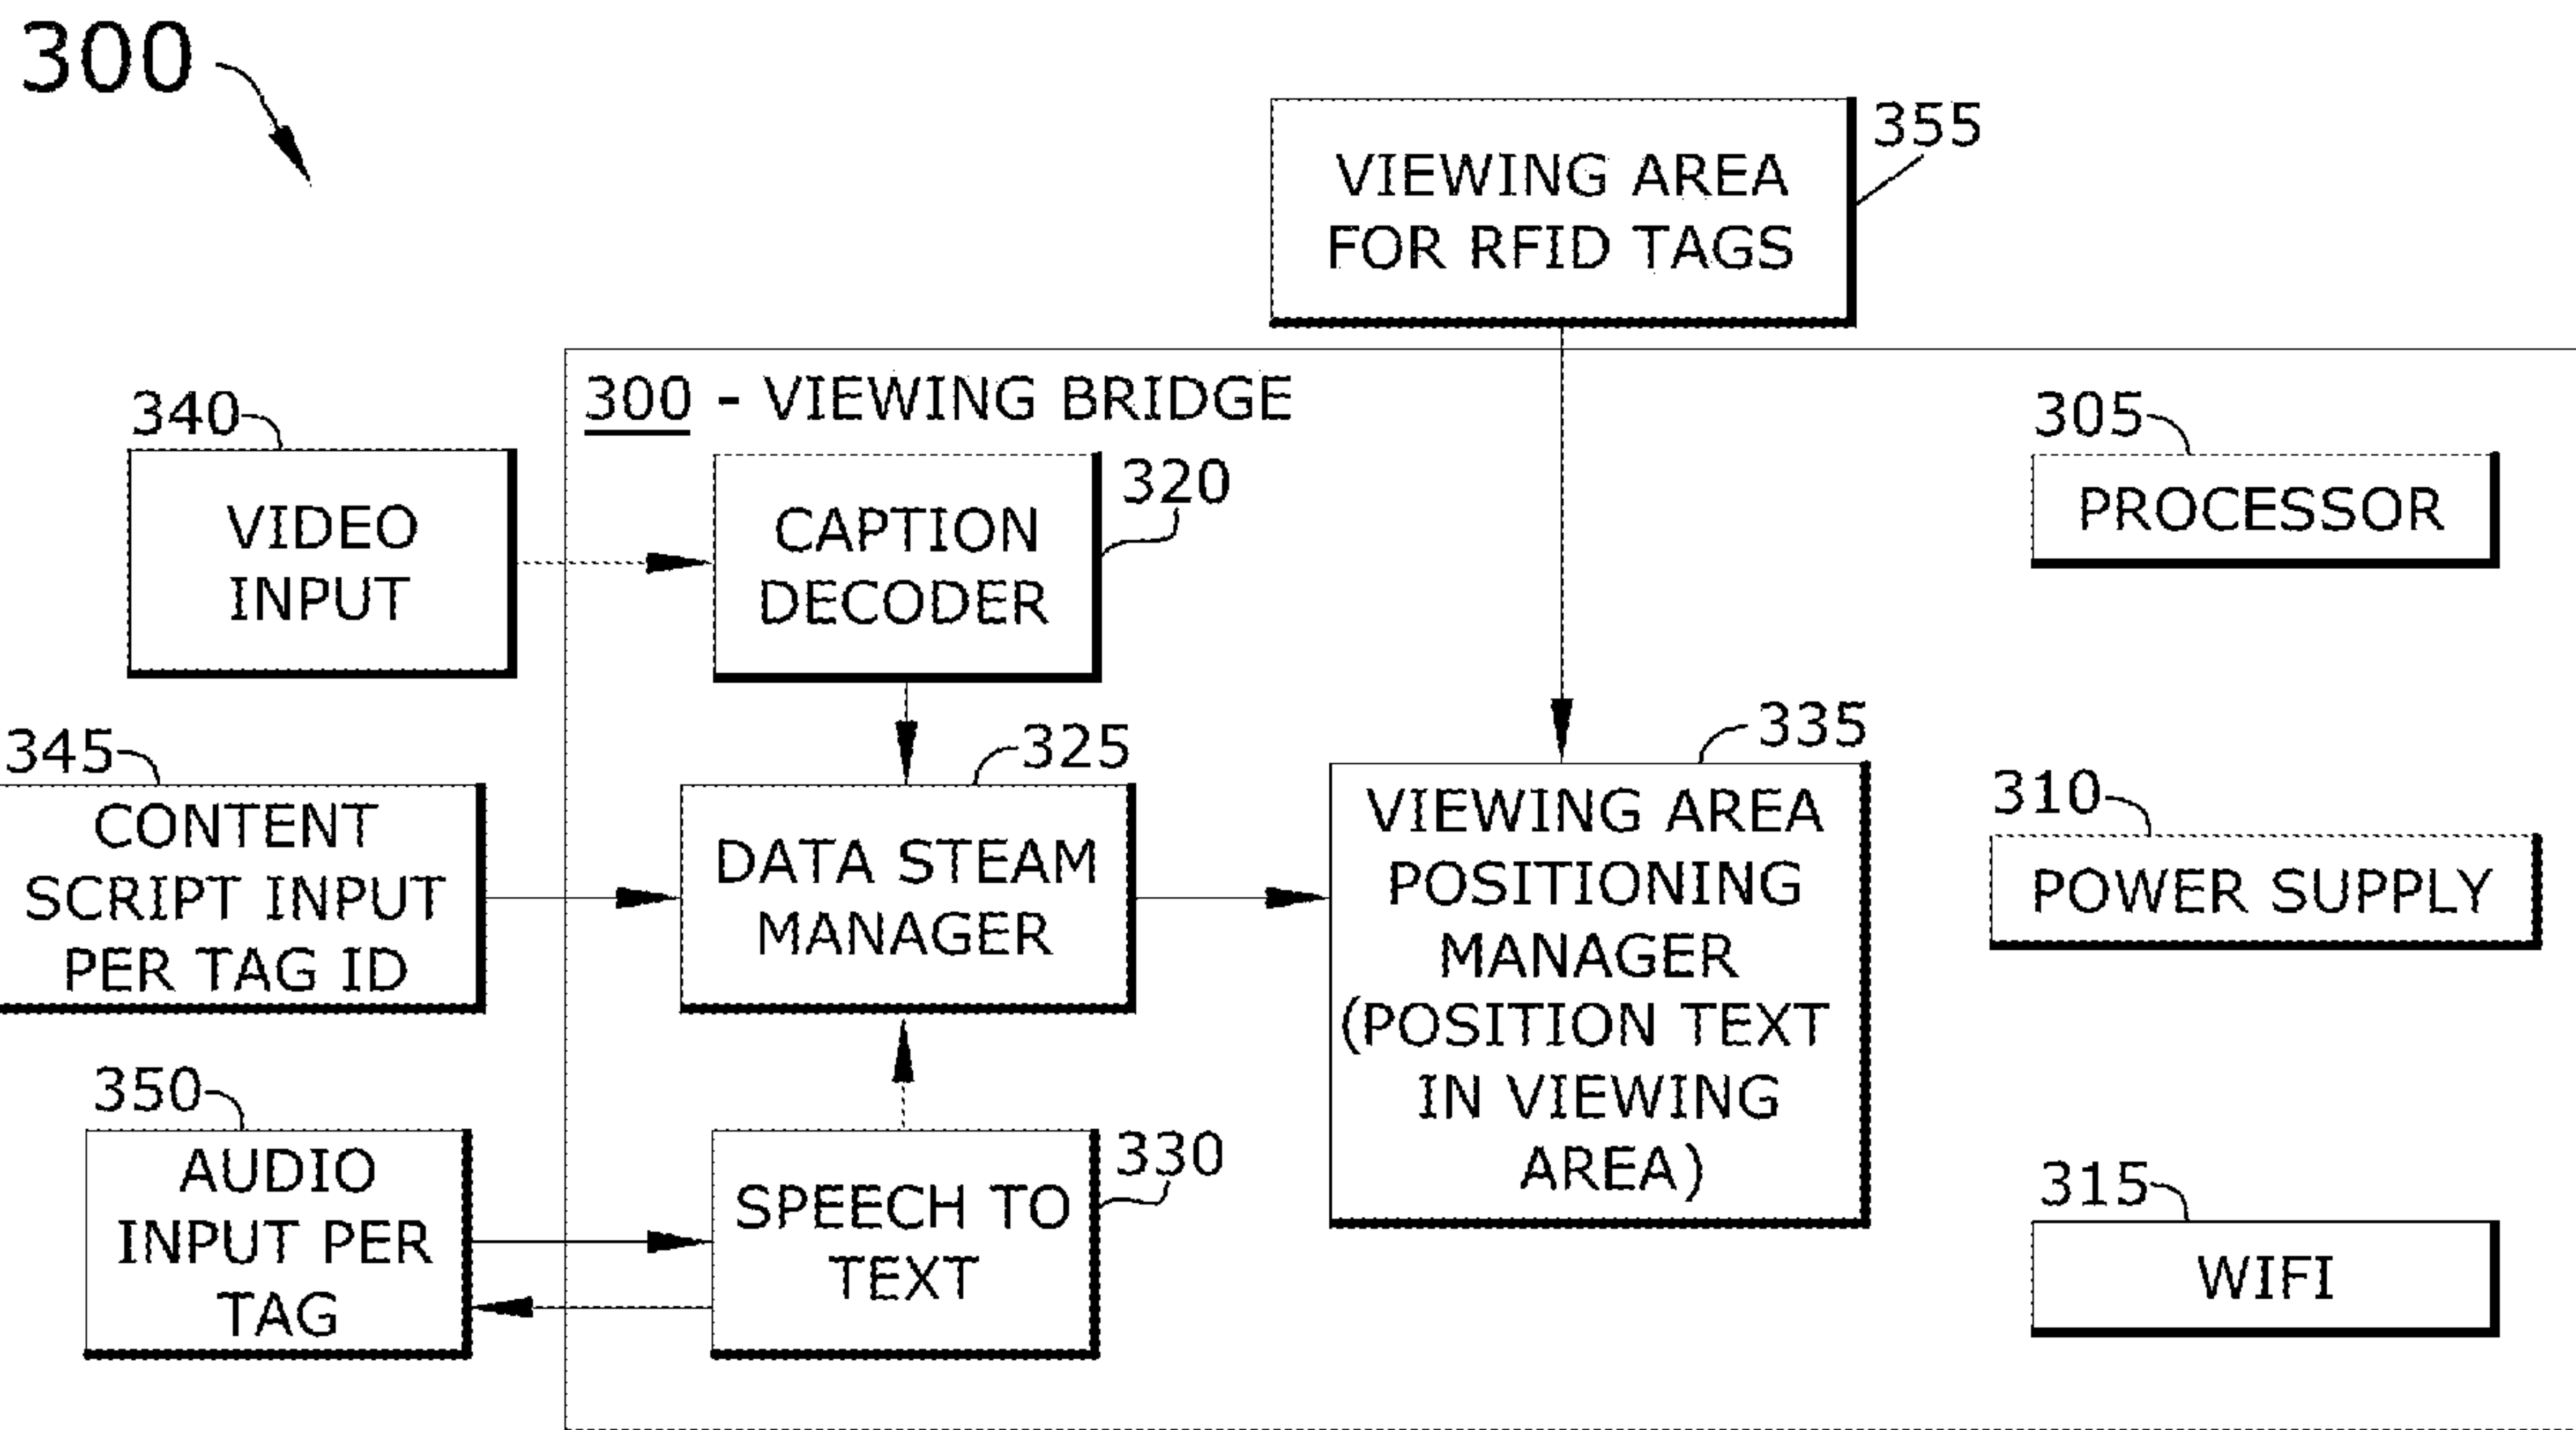 300
355
VIEWING AREA
FOR RFID TAGS
300 - VIEWING BRIDGE
340
VIDEO
INPUT
320
CAPTION
DECODER
305
PROCESSOR
345
CONTENT
SCRIPT INPUT
PER TAG ID
325
DATA STEAM
MANAGER
335
VIEWING AREA
POSITIONING
MANAGER
(POSITION TEXT
IN VIEWING
AREA)
310
POWER SUPPLY
350
AUDIO
INPUT PER
TAG
330
SPEECH TO
TEXT
315
WIFI